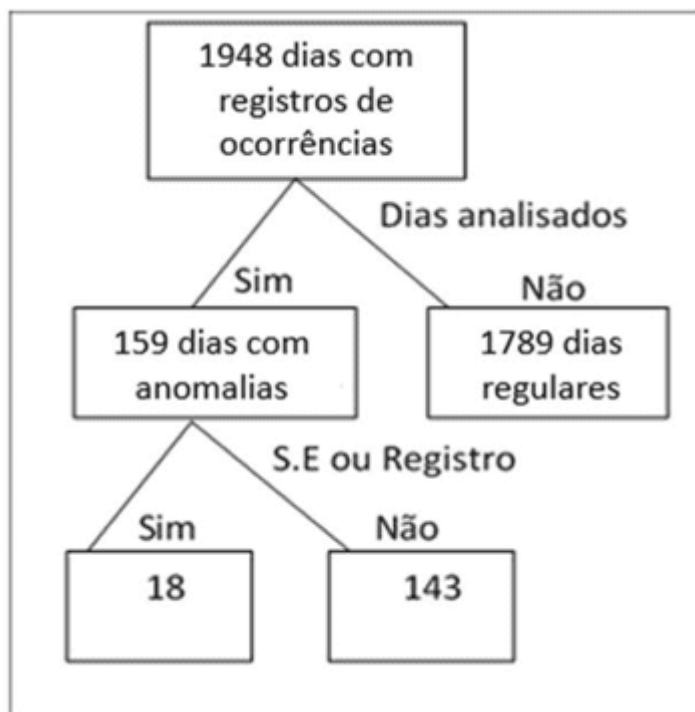 1948 dias com
registros de
ocorrências
Dias analisados
Sim
Não
159 dias com
anomalias
1789 dias
regulares
S.E ou Registro
Sim
Não
18
143